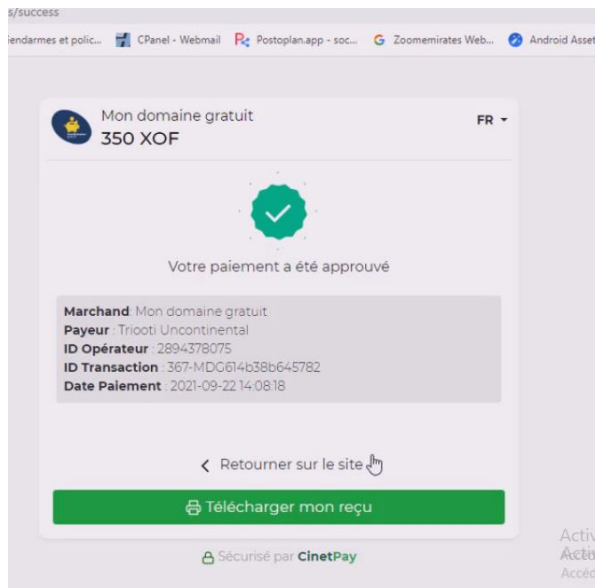 s/success
endarmes et polic...
CPanel - Webmail
Postoplan.app - soc...
Zoomemirates Web...
Android Asset
Mon domaine gratuit
350 XOF
FR
Votre paiement a été approuvé
Marchand: Mon domaine gratuit
Payeur : Triooti Uncontinental
ID Opérateur : 2894378075
ID Transaction : 367-MDG614b38b645782
Date Paiement : 2021-09-22 14:08:18
Retourner sur le site
Télécharger mon reçu
Sécurisé par CinetPay
Activ
Accéd